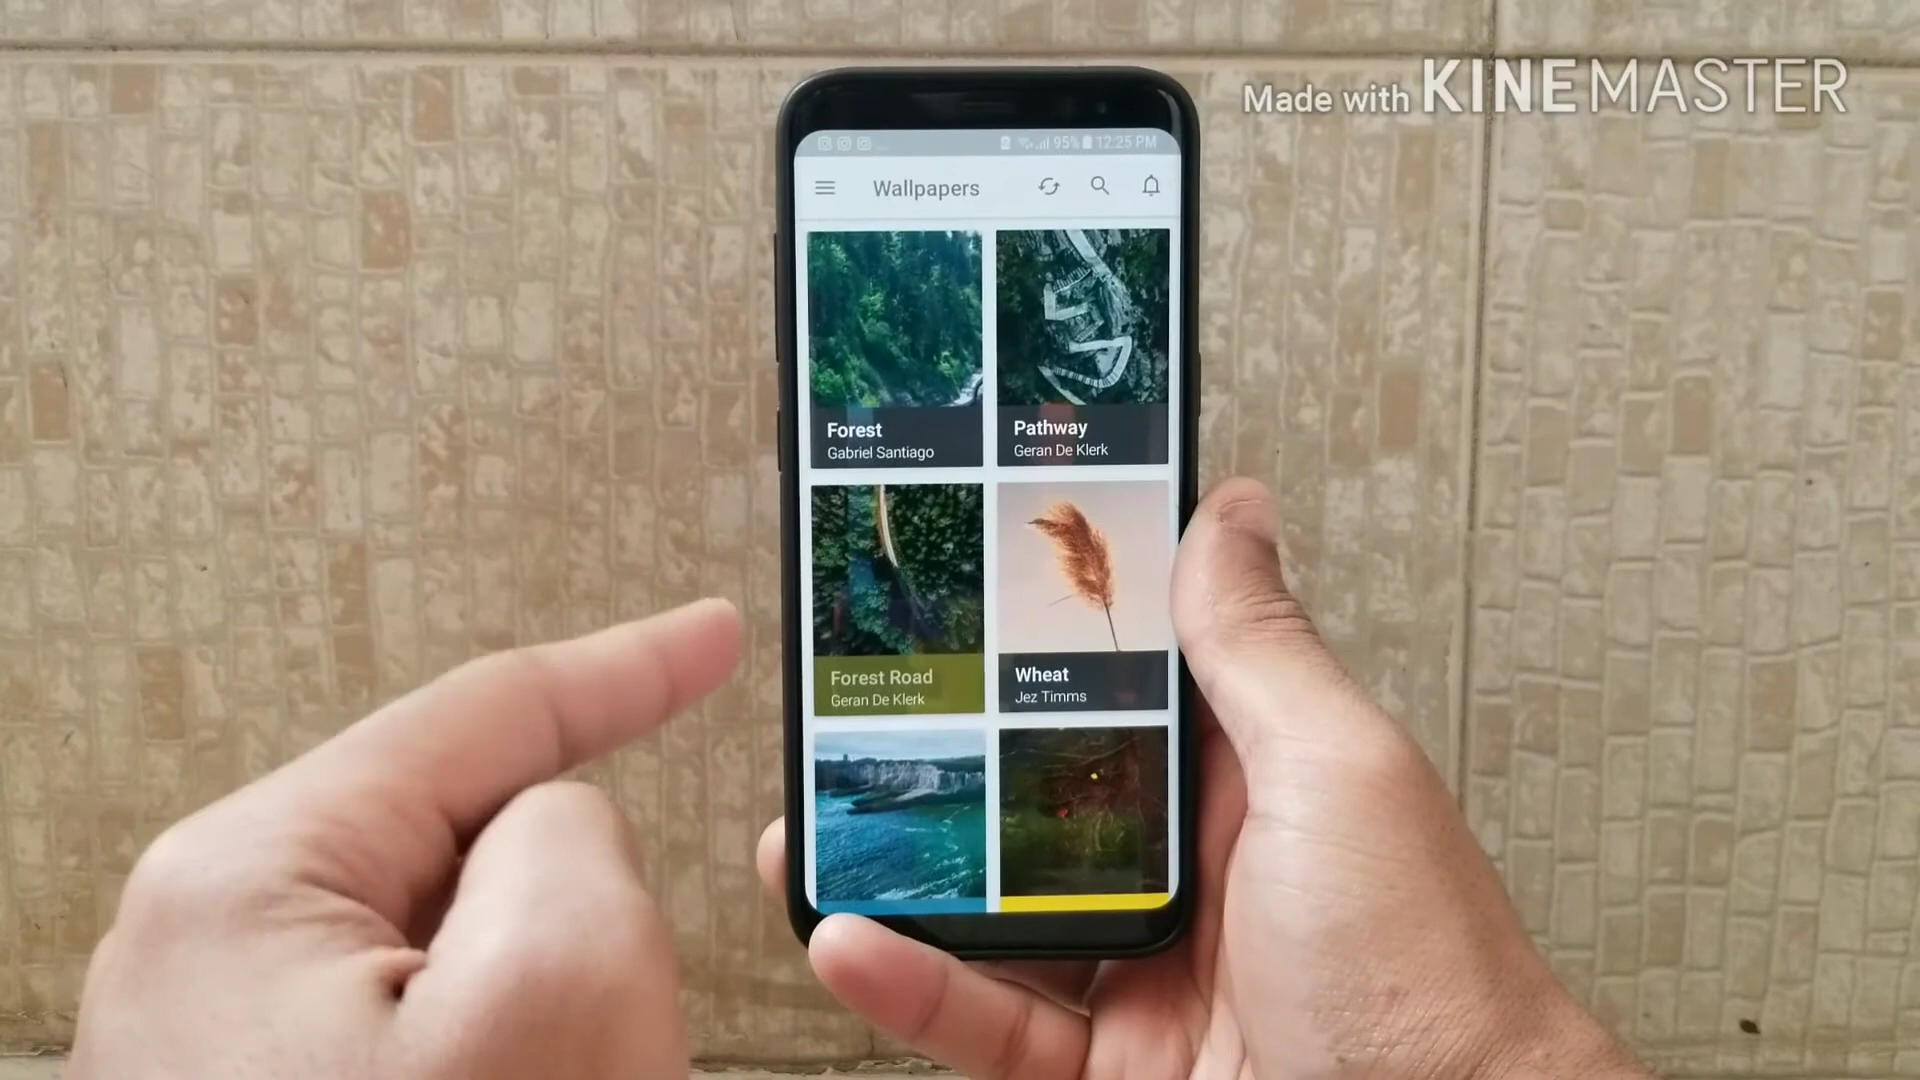 Made with KINEMASTER
95% 12:25 PM
Wallpapers
Forest
Gabriel Santiago
Pathway
Geran De Klerk
Forest Road
Geran De Klerk
Wheat
Jez Timms